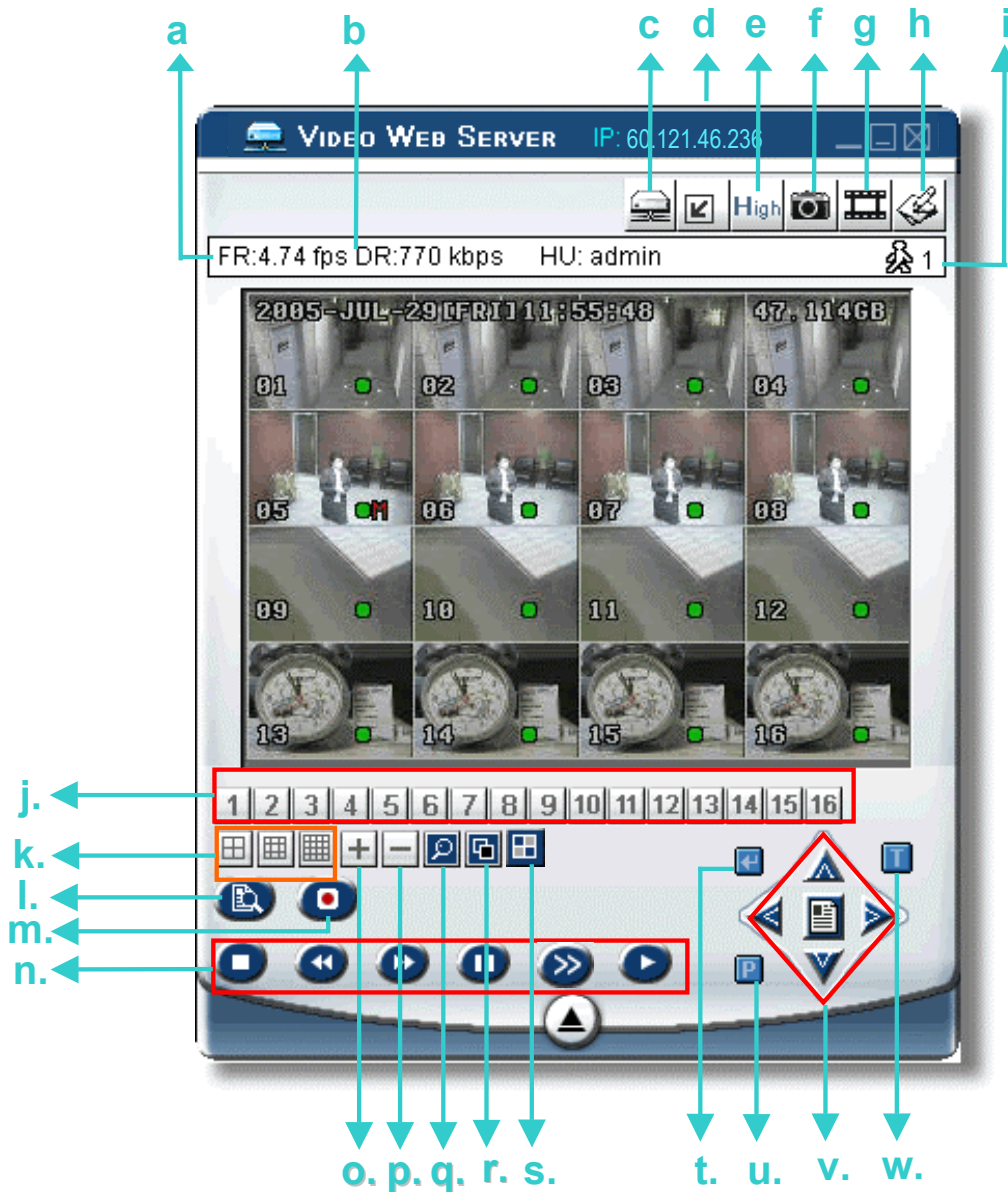 a b c d e f g h i
VIDEO WEB SERVER IP: 60.121.46.236
High
FR:4.74 fps DR:770 kbps HU: admin 1
2005-JUL-29[FRI]11:55:48 47.114GB
01 02 03 04
05 M 06 07 08
09 10 11 12
13 14 15 16
j. 1 2 3 4 5 6 7 8 9 10 11 12 13 14 15 16
k.
l. T
m.
n. P
o. p. q. r. s. t. u. v. w.